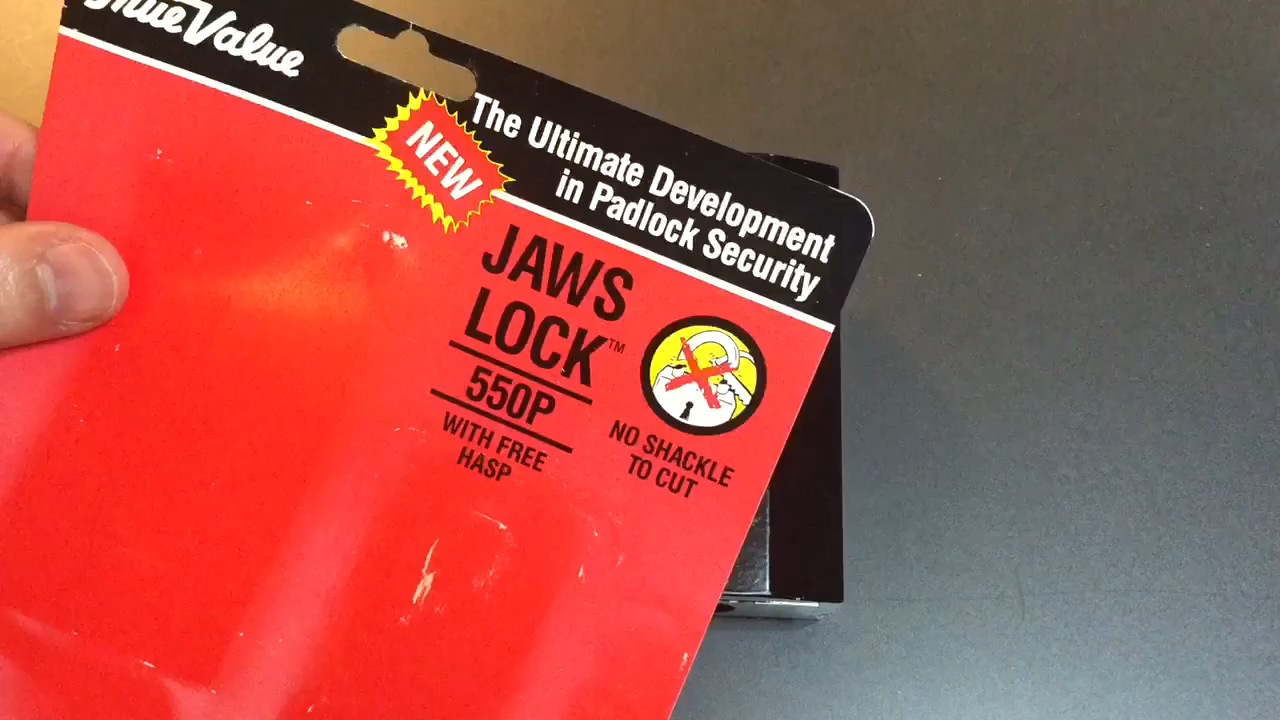 True Value
NEW
The Ultimate Development
in Padlock Security
JAWS
LOCK™
550P
WITH FREE
HASP
NO SHACKLE
TO CUT